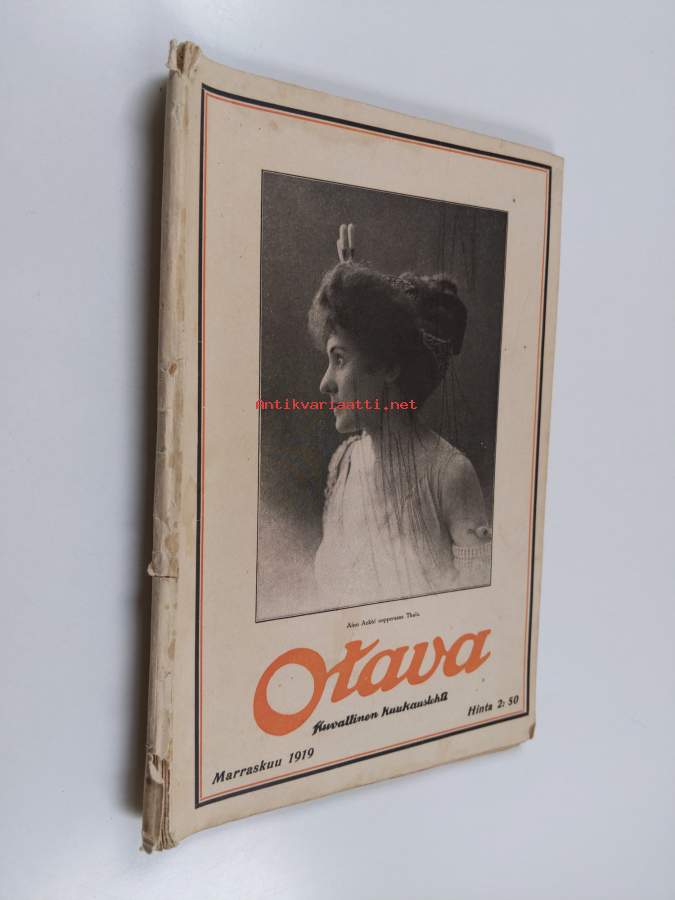 Antikvariaatti.net
Aino Ackté oopperassa Thaïs.
Otava
Kuvallinen kuukauslehti
Marraskuu 1919
Hinta 2: 50